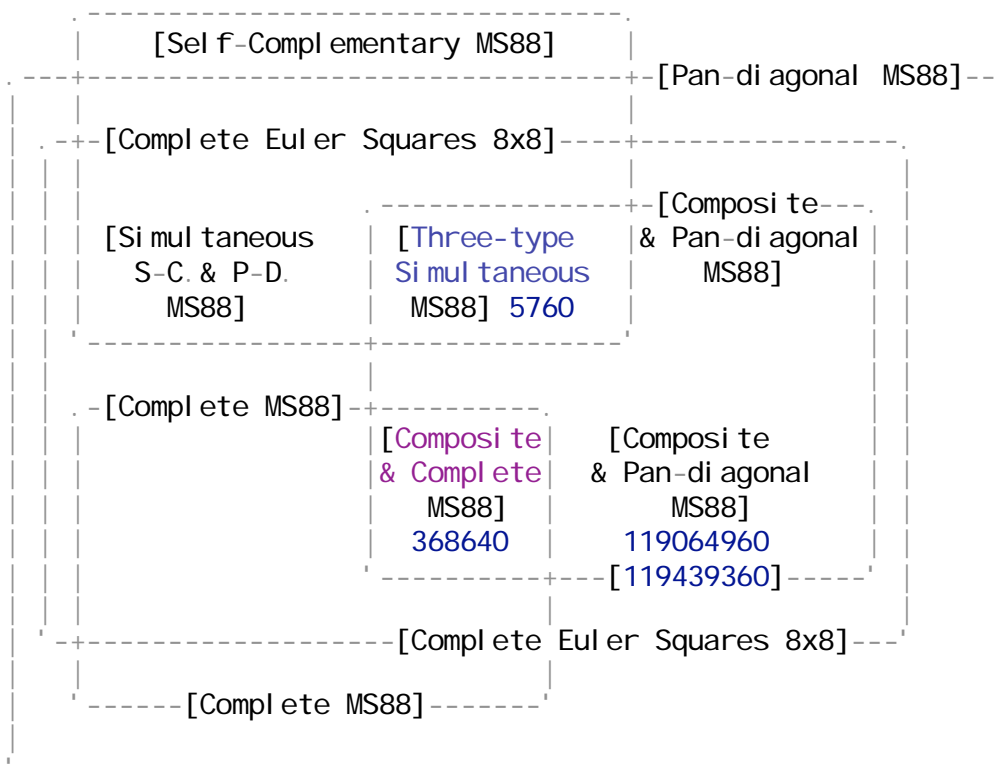 [Self-Complementary MS88]
[Pan-diagonal MS88]
[Complete Euler Squares 8x8]
[Composite
[Simultaneous [Three-type & Pan-diagonal
S-C. & P-D. Simultaneous MS88]
MS88] MS88] 5760
[Complete MS88]
[Composite [Composite
& Complete & Pan-diagonal
MS88] MS88]
368640 119064960
[119439360]
[Complete Euler Squares 8x8]
[Complete MS88]